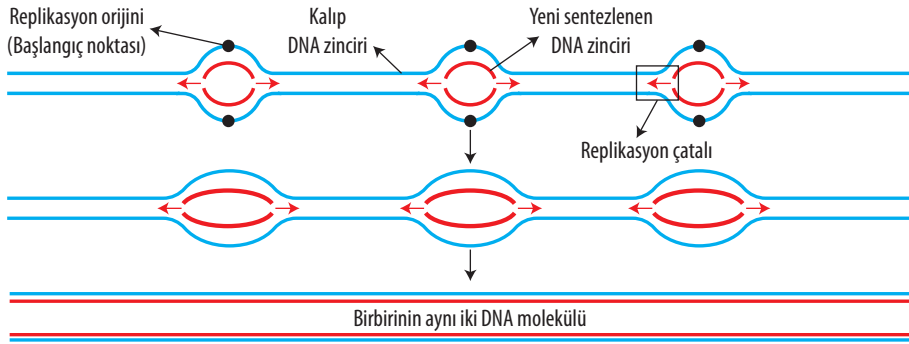 Replikasyon orijini
(Başlangıç noktası)
Kalıp
DNA zinciri
Yeni sentezlenen
DNA zinciri
Replikasyon çatalı
Birbirinin aynı iki DNA molekülü